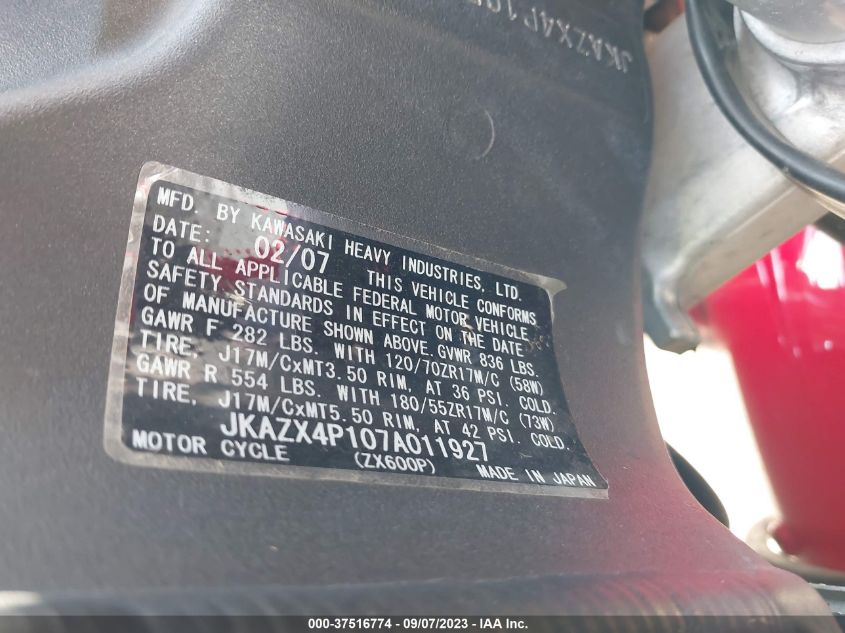 JKAZX4P10
MFD. BY KAWASAKI HEAVY INDUSTRIES, LTD.
DATE: 02/07 THIS VEHICLE CONFORMS
TO ALL APPLICABLE FEDERAL MOTOR VEHICLE
SAFETY STANDARDS IN EFFECT ON THE DATE
OF MANUFACTURE SHOWN ABOVE. GVWR 836 LBS.
GAWR F 282 LBS. WITH 120/70ZR17M/C (58W)
TIRE, J17M/CxMT3.50 RIM, AT 36 PSI. COLD.
GAWR R 554 LBS. WITH 180/55ZR17M/C (73W)
TIRE, J17M/CxMT5.50 RIM, AT 42 PSI. COLD.
JKAZX4P107A011927
MOTOR CYCLE (ZX600P) MADE IN JAPAN
000-37516774 - 09/07/2023 - IAA Inc.